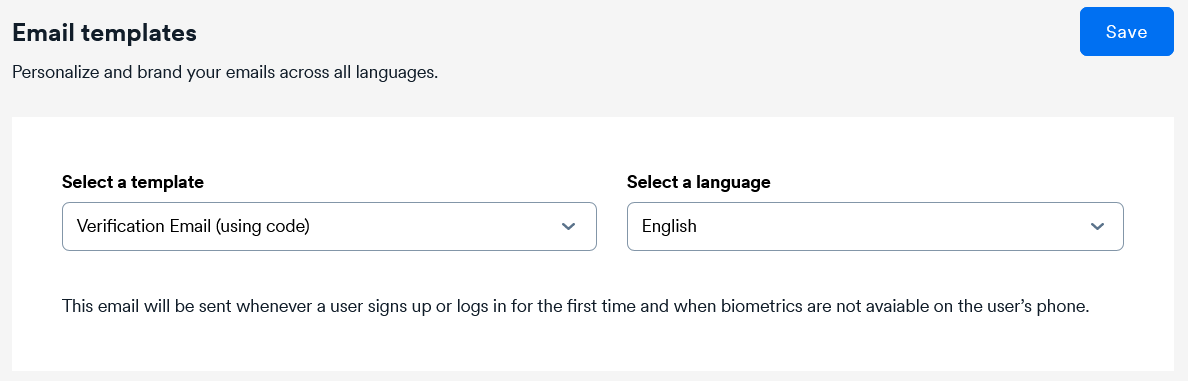 Email templates
Save
Personalize and brand your emails across all languages.
Select a template
Select a language
Verification Email (using code)
English
This email will be sent whenever a user signs up or logs in for the first time and when biometrics are not avaiable on the user’s phone.